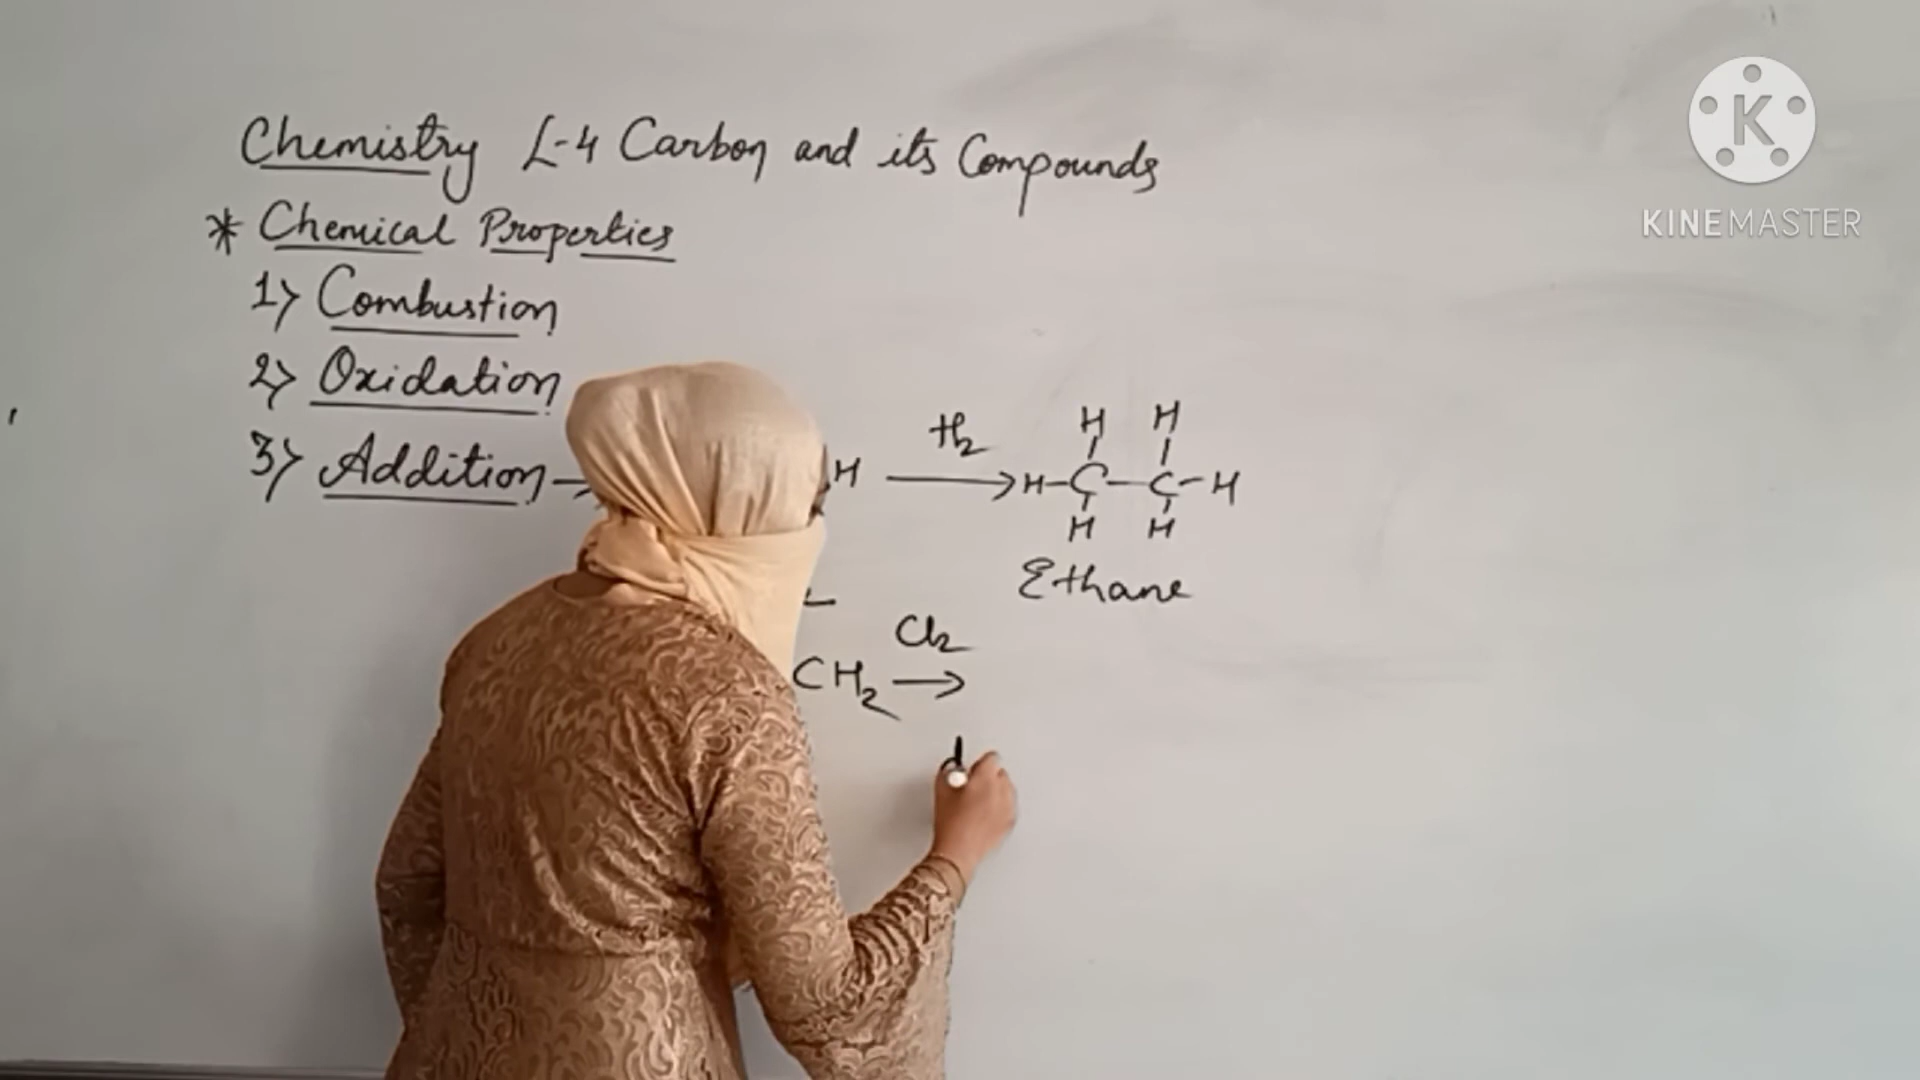 Chemistry L-4 Carbon and its Compounds
K
KINEMASTER
* Chemical Properties
1) Combustion
2) Oxidation
H H
H2
3) Addition → H → H-C-C-H
H H
Ethane
Cl2
CH2 →